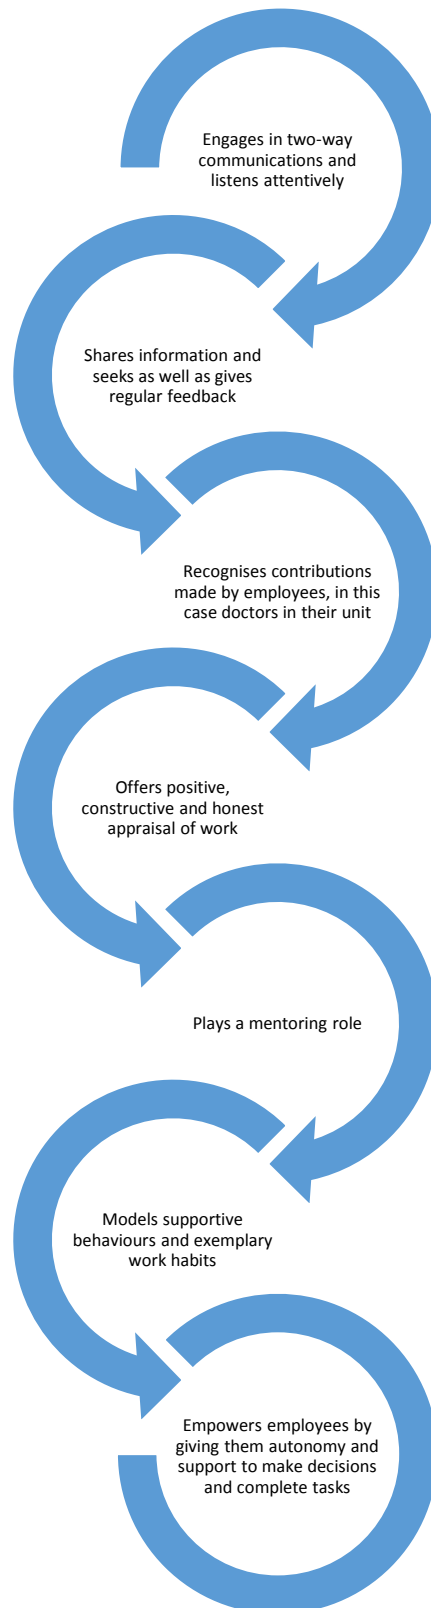 Engages in two-way
communications and
listens attentively
Shares information and
seeks as well as gives
regular feedback
Recognises contributions
made by employees, in this
case doctors in their unit
Offers positive,
constructive and honest
appraisal of work
Plays a mentoring role
Models supportive
behaviours and exemplary
work habits
Empowers employees by
giving them autonomy and
support to make decisions
and complete tasks